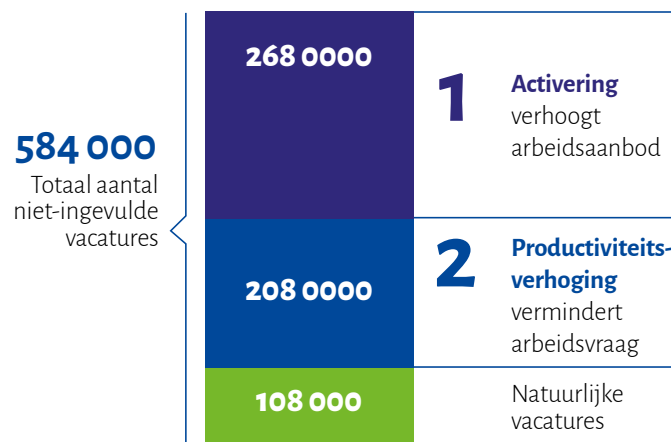 584 000
Totaal aantal
niet-ingevulde
vacatures
268 0000
1
Activering
verhoogt
arbeidsaanbod
208 0000
2
Productiviteits-
verhoging
vermindert
arbeidsvraag
108 000
Natuurlijke
vacatures